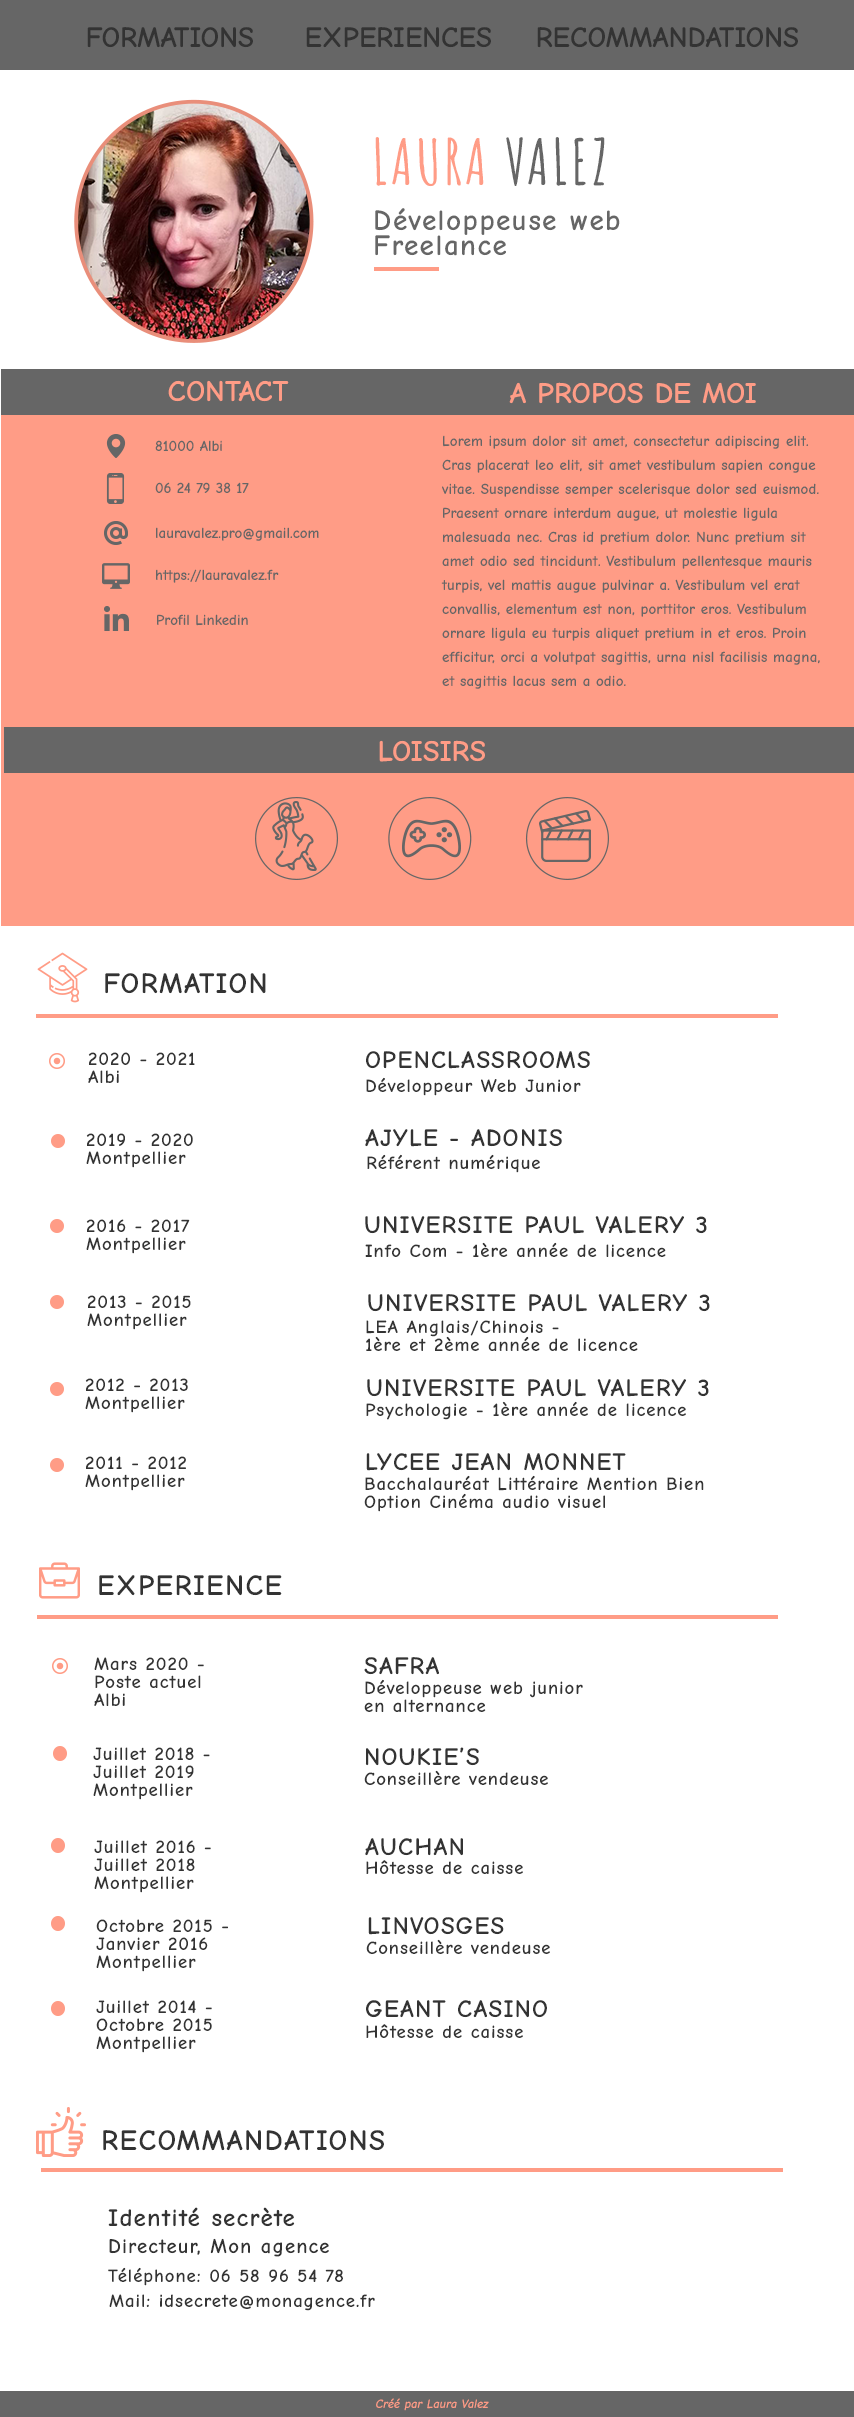 FORMATIONS EXPERIENCES RECOMMANDATIONS
LAURA VALEZ
Développeuse web
Freelance
CONTACT
81000 Albi
06 24 79 38 17
lauravalez.pro@gmail.com
https://lauravalez.fr
in
Profil Linkedin
A PROPOS DE MOI
Lorem ipsum dolor sit amet, consectetur adipiscing elit.
Cras placerat leo elit, sit amet vestibulum sapien congue
vitae. Suspendisse semper scelerisque dolor sed euismod.
Praesent ornare interdum augue, ut molestie ligula
malesuada nec. Cras id pretium dolor. Nunc pretium sit
amet odio sed tincidunt. Vestibulum pellentesque mauris
turpis, vel mattis augue pulvinar a. Vestibulum vel erat
convallis, elementum est non, porttitor eros. Vestibulum
ornare ligula eu turpis aliquet pretium in et eros. Proin
efficitur, orci a volutpat sagittis, urna nisl facilisis magna,
et sagittis lacus sem a odio.
LOISIRS
FORMATION
2020 - 2021
Albi
OPENCLASSROOMS
Développeur Web Junior
2019 - 2020
Montpellier
AJYLE - ADONIS
Référent numérique
2016 - 2017
Montpellier
UNIVERSITE PAUL VALERY 3
Info Com - 1ère année de licence
2013 - 2015
Montpellier
UNIVERSITE PAUL VALERY 3
LEA Anglais/Chinois -
1ère et 2ème année de licence
2012 - 2013
Montpellier
UNIVERSITE PAUL VALERY 3
Psychologie - 1ère année de licence
2011 - 2012
Montpellier
LYCEE JEAN MONNET
Bacchalauréat Littéraire Mention Bien
Option Cinéma audio visuel
EXPERIENCE
Mars 2020 -
Poste actuel
Albi
SAFRA
Développeuse web junior
en alternance
Juillet 2018 -
Juillet 2019
Montpellier
NOUKIE'S
Conseillère vendeuse
Juillet 2016 -
Juillet 2018
Montpellier
AUCHAN
Hôtesse de caisse
Octobre 2015 -
Janvier 2016
Montpellier
LINVOSGES
Conseillère vendeuse
Juillet 2014 -
Octobre 2015
Montpellier
GEANT CASINO
Hôtesse de caisse
RECOMMANDATIONS
Identité secrète
Directeur, Mon agence
Téléphone: 06 58 96 54 78
Mail: idsecrete@monagence.fr
Créé par Laura Valez